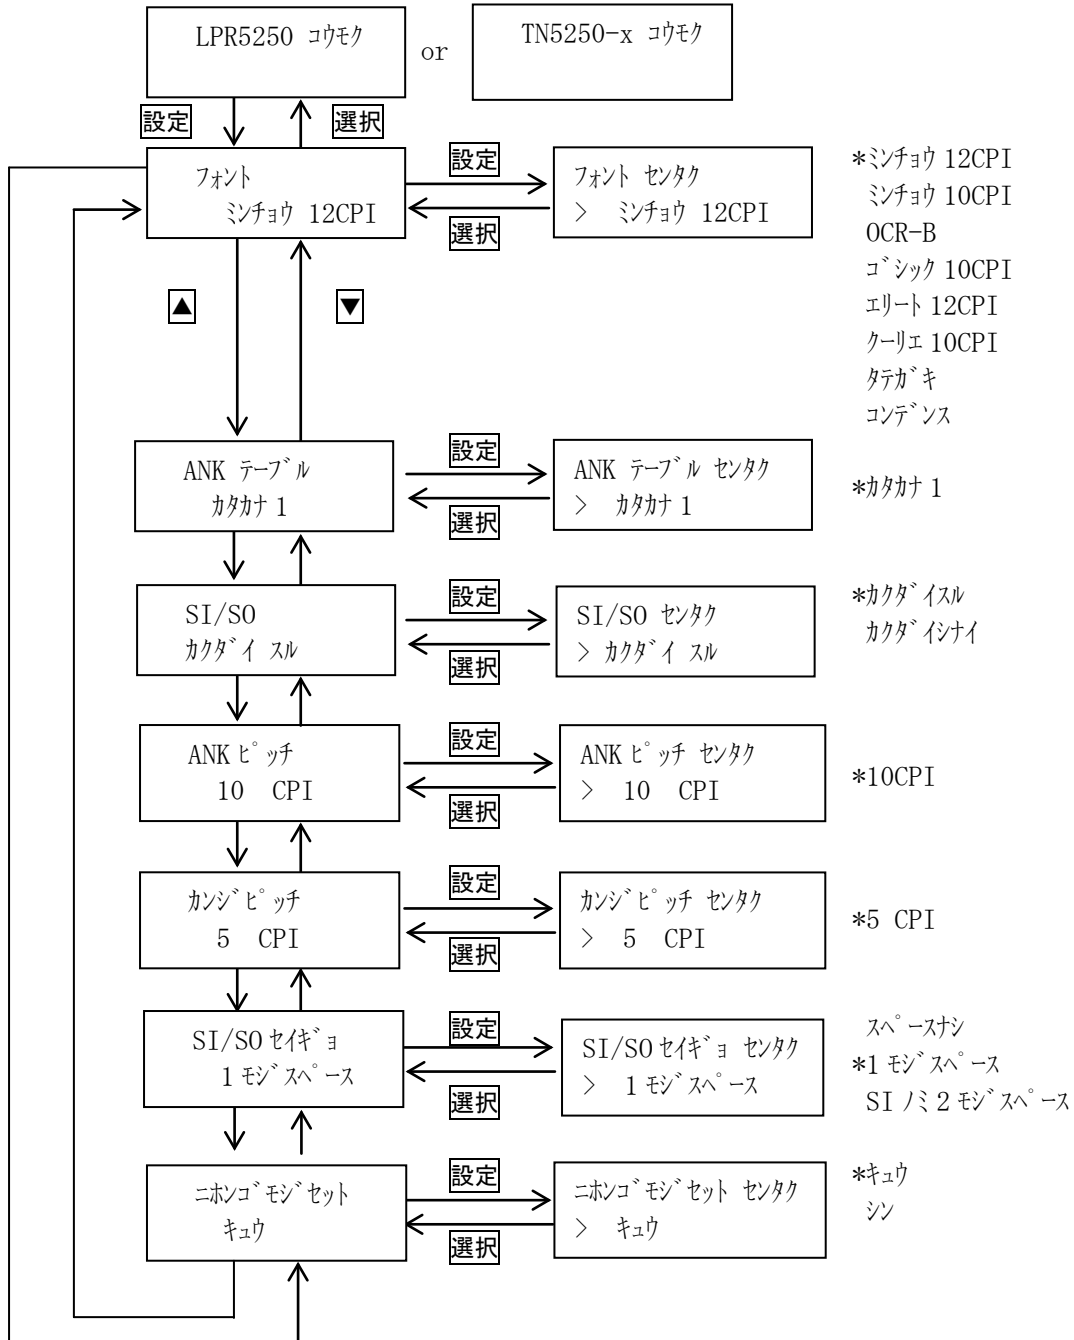 LPR5250 ｺｳﾓｸ
or
TN5250-x ｺｳﾓｸ
設定
選択
ﾌｫﾝﾄ
ﾐﾝﾁｮｳ 12CPI
設定
選択
ﾌｫﾝﾄ ｾﾝﾀｸ
> ﾐﾝﾁｮｳ 12CPI
*ﾐﾝﾁｮｳ 12CPI
ﾐﾝﾁｮｳ 10CPI
OCR-B
ｺﾞｼｯｸ 10CPI
ｴﾘｰﾄ 12CPI
ｸｰﾘｴ 10CPI
ﾀﾃｶﾞｷ
ｺﾝﾃﾞﾝｽ
▲
▼
ANK ﾃｰﾌﾞﾙ
ｶﾀｶﾅ 1
設定
選択
ANK ﾃｰﾌﾞﾙ ｾﾝﾀｸ
> ｶﾀｶﾅ 1
*ｶﾀｶﾅ 1
SI/SO
ｶｸﾀﾞｲ ｽﾙ
設定
選択
SI/SO ｾﾝﾀｸ
> ｶｸﾀﾞｲ ｽﾙ
*ｶｸﾀﾞｲｽﾙ
ｶｸﾀﾞｲｼﾅｲ
ANK ﾋﾟｯﾁ
10 CPI
設定
選択
ANK ﾋﾟｯﾁ ｾﾝﾀｸ
> 10 CPI
*10CPI
ｶﾝｼﾞﾋﾟｯﾁ
5 CPI
設定
選択
ｶﾝｼﾞﾋﾟｯﾁ ｾﾝﾀｸ
> 5 CPI
*5 CPI
SI/SO ｾｲｷﾞｮ
1 ﾓｼﾞｽﾍﾟｰｽ
設定
選択
SI/SO ｾｲｷﾞｮ ｾﾝﾀｸ
> 1 ﾓｼﾞｽﾍﾟｰｽ
ｽﾍﾟｰｽﾅｼ
*1 ﾓｼﾞｽﾍﾟｰｽ
SI ﾉﾐ 2 ﾓｼﾞｽﾍﾟｰｽ
ﾆﾎﾝｺﾞﾓｼﾞｾｯﾄ
ｷｭｳ
設定
選択
ﾆﾎﾝｺﾞﾓｼﾞｾｯﾄ ｾﾝﾀｸ
> ｷｭｳ
*ｷｭｳ
ｼﾝ